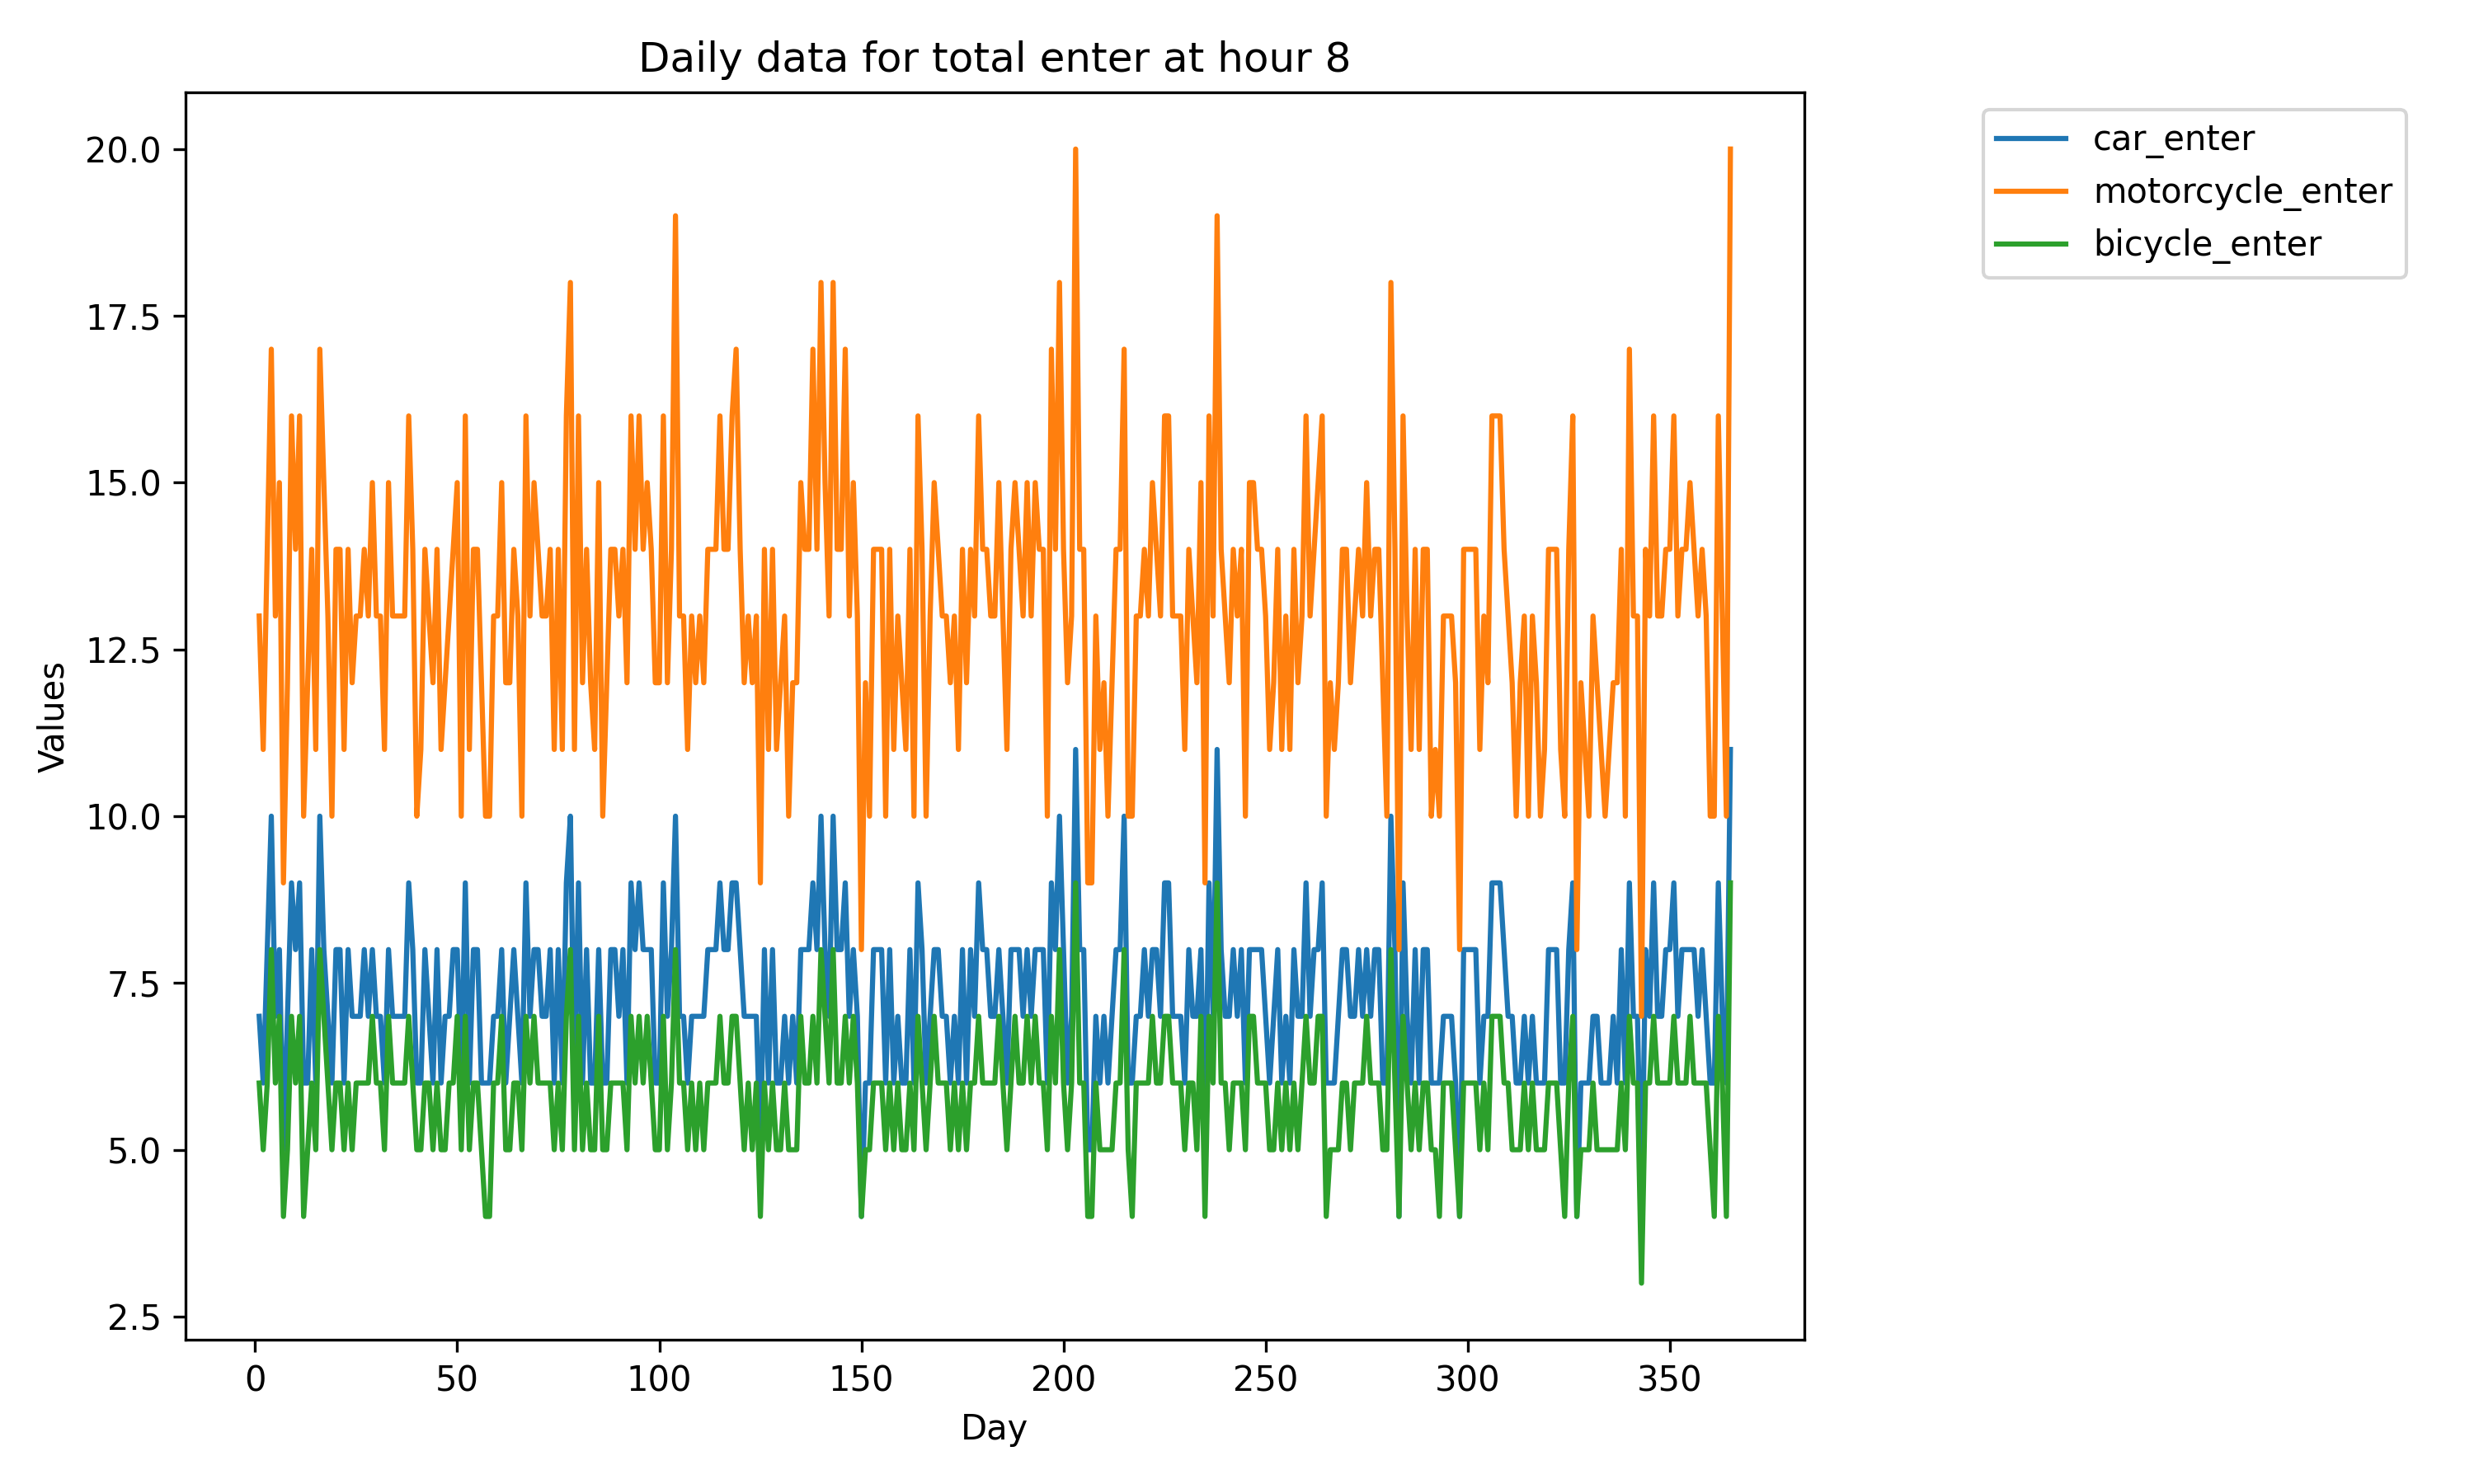 Daily data for total enter at hour 8
car_enter
motorcycle_enter
bicycle_enter
Values
20.0
17.5
15.0
12.5
10.0
7.5
5.0
2.5
0 50 100 150 200 250 300 350
Day